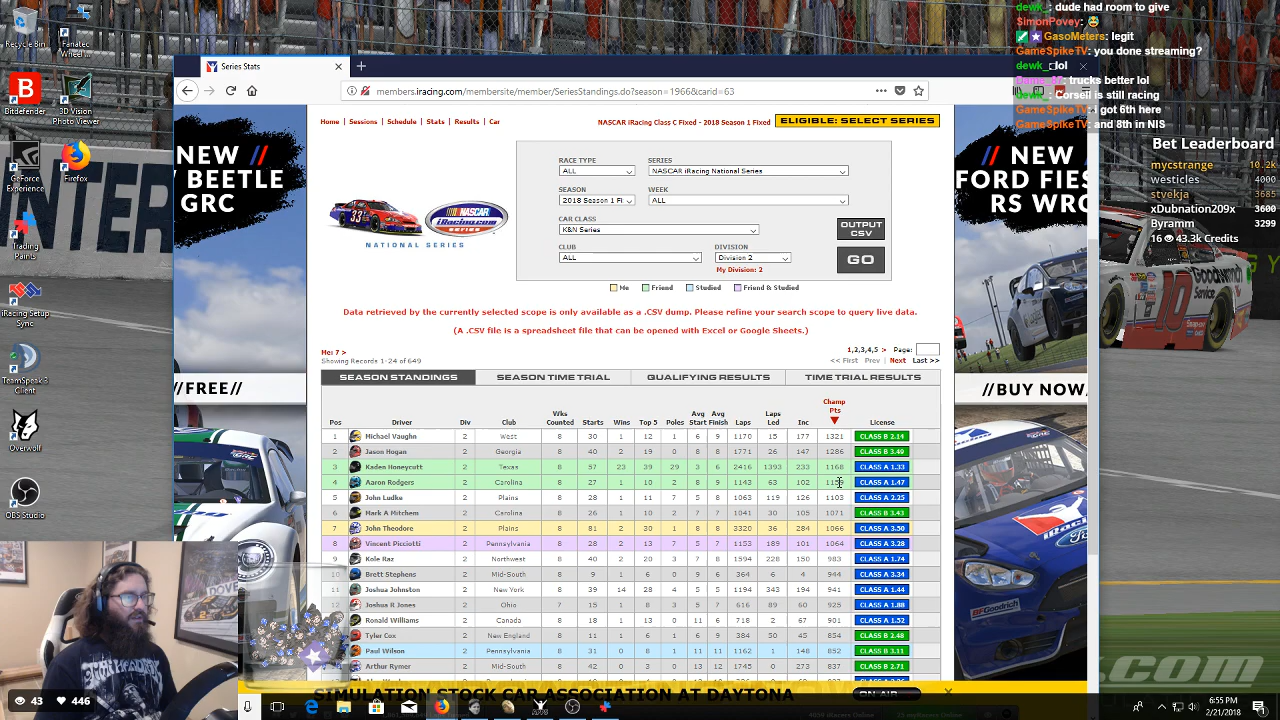 Recycle Bin
Fanatec Wheel ...
Bitdefender
Jd Vision Overlay
GeForce Experience
Firefox
Trading Paints
iRacing Setup Sync
TeamSpeak 3 Client
Overwolf
OBS Studio
Series Stats
members.iracing.com/membersite/member/SeriesStandings.do?season=1966&carid=63
dewk_: dude had room to give
SimonPovey:
GasoMeters: legit
GameSpikeTV: you done streaming?
dewk_: lol
: trucks better lol
dewk_: Corsell is still racing
GameSpikeTV: i got 6th here
GameSpikeTV: and 8th in NIS
Bet Leaderboard
mycstrange 10.2k
westicles 4000
stvekja 3685
xDubration209x 3900
Byramm 3299
16 43.3k Credits
Home Sessions Schedule Stats Results Car
NASCAR iRacing Class C Fixed - 2018 Season 1 Fixed ELIGIBLE: SELECT SERIES
NEW // VW BEETLE GRC
//FREE//
NEW // FORD FIESTA RS WRC
//BUY NOW
NATIONAL SERIES
RACE TYPE SERIES
ALL NASCAR iRacing National Series
SEASON WEEK
2018 Season 1 Fi ALL
CAR CLASS
K&N Series
OUTPUT CSV
CLUB DIVISION
ALL Division 2
GO
My Division: 2
Me Friend Studied Friend & Studied
Data retrieved by the currently selected scope is only available as a .CSV dump. Please refine your search scope to query live data.
(A .CSV file is a spreadsheet file that can be opened with Excel or Google Sheets.)
Me: 7 >
1,2,3,4,5 > Page:
Showing Records 1-24 of 649
<< First Prev Next Last >>
SEASON STANDINGS SEASON TIME TRIAL QUALIFYING RESULTS TIME TRIAL RESULTS
Pos Driver Div Club Wks Counted Starts Wins Top 5 Poles Avg Start Avg Finish Laps Laps Led Inc Champ Pts License
1 Michael Vaughn 2 West 8 30 1 12 1 6 9 1170 15 177 1321 CLASS B 2.14
2 Jason Hogan 2 Georgia 8 40 2 19 0 8 8 1771 26 147 1286 CLASS B 3.49
3 Kaden Honeycutt 2 Texas 8 57 23 39 29 3 6 2416 1393 233 1168 CLASS A 1.33
4 Aaron Rodgers 2 Carolina 8 27 1 10 2 8 9 1143 63 102 CLASS A 1.47
5 John Ludke 2 Plains 8 28 1 11 7 5 8 1063 119 126 1103 CLASS A 2.25
6 Mark A Mitchem 2 Carolina 8 26 1 10 2 7 7 1041 30 105 1071 CLASS B 3.43
7 John Theodore 2 Plains 8 81 2 30 1 8 8 3320 36 284 1066 CLASS A 3.50
8 Vincent Picciotti 2 Pennsylvania 8 28 2 13 7 5 7 1153 189 101 1064 CLASS A 3.28
9 Kole Raz 2 Northwest 8 40 2 20 3 7 8 1594 228 150 983 CLASS A 1.74
10 Brett Stephens 2 Mid-South 8 9 1 6 0 9 6 364 6 4 944 CLASS A 3.34
11 Joshua Johnston 2 New York 8 39 14 28 4 5 5 1194 343 194 941 CLASS A 1.44
12 Joshua R Jones 2 Ohio 7 15 1 8 3 5 7 616 89 60 925 CLASS A 1.88
13 Ronald Williams 2 Canada 8 18 1 13 0 11 6 718 2 67 901 CLASS A 1.52
14 Tyler Cox 2 New England 8 11 1 6 1 9 6 384 50 45 854 CLASS B 2.48
15 Paul Wilson 2 Pennsylvania 8 31 0 8 1 11 11 1162 1 148 852 CLASS B 3.11
Arthur Rymer 2 Mid-South 8 42 0 3 0 13 12 1745 273 837 CLASS B 2.71
SIMULATION STOCK CAR ASSOCIATION AT DAYTONA
ON-AIR
43 446
6:55 PM
2/21/2018